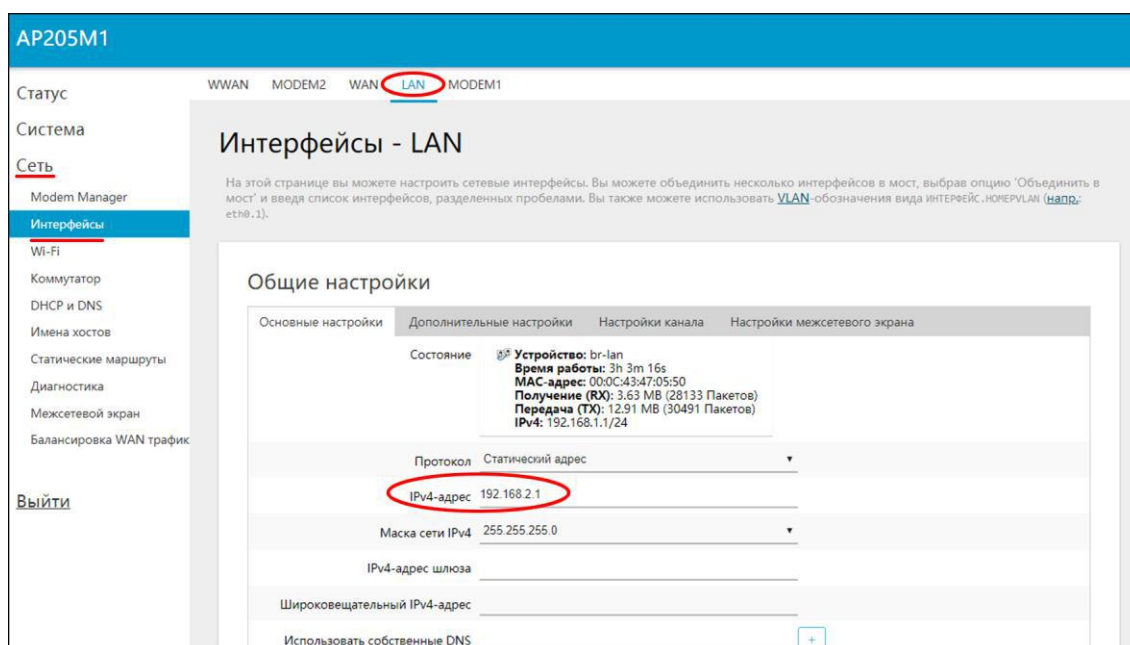 AP205M1
Статус
Система
Сеть
Modem Manager
Интерфейсы
Wi-Fi
Коммутатор
DHCP и DNS
Имена хостов
Статические маршруты
Диагностика
Межсетевой экран
Балансировка WAN трафик
Выйти
WWAN MODEM2 WAN LAN MODEM1
Интерфейсы - LAN
На этой странице вы можете настроить сетевые интерфейсы. Вы можете объединить несколько интерфейсов в мост, выбрав опцию 'Объединить в
мост' и введя список интерфейсов, разделенных пробелами. Вы также можете использовать VLAN-обозначения вида ИНТЕРФЕЙС.НОМЕРVLAN (напр.:
eth0.1).
Общие настройки
Основные настройки Дополнительные настройки Настройки канала Настройки межсетевого экрана
Состояние Устройство: br-lan
Время работы: 3h 3m 16s
MAC-адрес: 00:0C:43:47:05:50
Получение (RX): 3.63 MB (28133 Пакетов)
Передача (TX): 12.91 MB (30491 Пакетов)
IPv4: 192.168.1.1/24
Протокол Статический адрес
IPv4-адрес 192.168.2.1
Маска сети IPv4 255.255.255.0
IPv4-адрес шлюза
Широковещательный IPv4-адрес
Использовать собственные DNS +